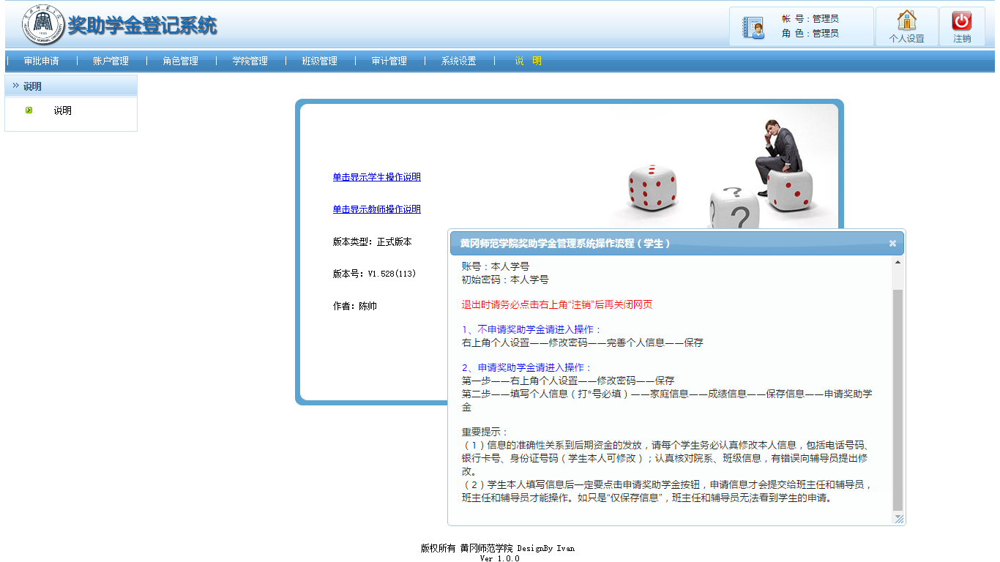 奖助学金登记系统
帐 号：管理员
角 色：管理员
个人设置
注销
审批申请
账户管理
角色管理
学院管理
班级管理
审计管理
系统设置
说 明
说明
说明
单击显示学生操作说明
单击显示教师操作说明
版本类型：正式版本
版本号：V1.528(113)
作者：陈帅
黄冈师范学院奖助学金管理系统操作流程（学生）
账号：本人学号
初始密码：本人学号
退出时请务必点击右上角“注销”后再关闭网页
1、不申请奖助学金请进入操作：
右上角个人设置——修改密码——完善个人信息——保存
2、申请奖助学金请进入操作：
第一步——右上角个人设置——修改密码——保存
第二步——填写个人信息（打*号必填）——家庭信息——成绩信息——保存信息——申请奖助学
金
重要提示：
（1）信息的准确性关系到后期资金的发放，请每个学生务必认真修改本人信息，包括电话号码、
银行卡号、身份证号码（学生本人可修改）；认真核对院系、班级信息，有错误向辅导员提出修
改。
（2）学生本人填写信息后一定要点击申请奖助学金按钮，申请信息才会提交给班主任和辅导员，
班主任和辅导员才能操作。如只是“仅保存信息”，班主任和辅导员无法看到学生的申请。
版权所有 黄冈师范学院 DesignBy Ivan
Ver 1.0.0